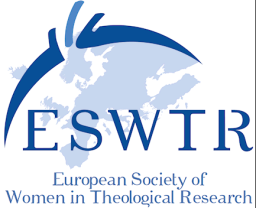 ESWTR
European Society of
Women in Theological Research